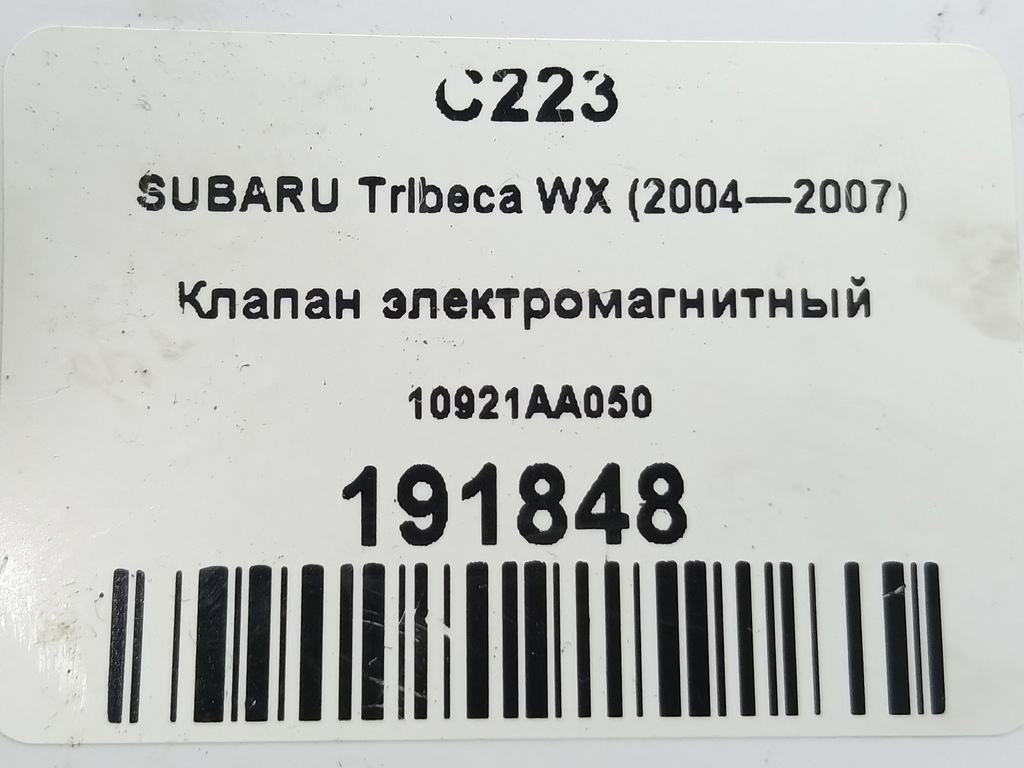 C223
SUBARU Tribeca WX (2004—2007)
Клапан электромагнитный
10921AA050
191848